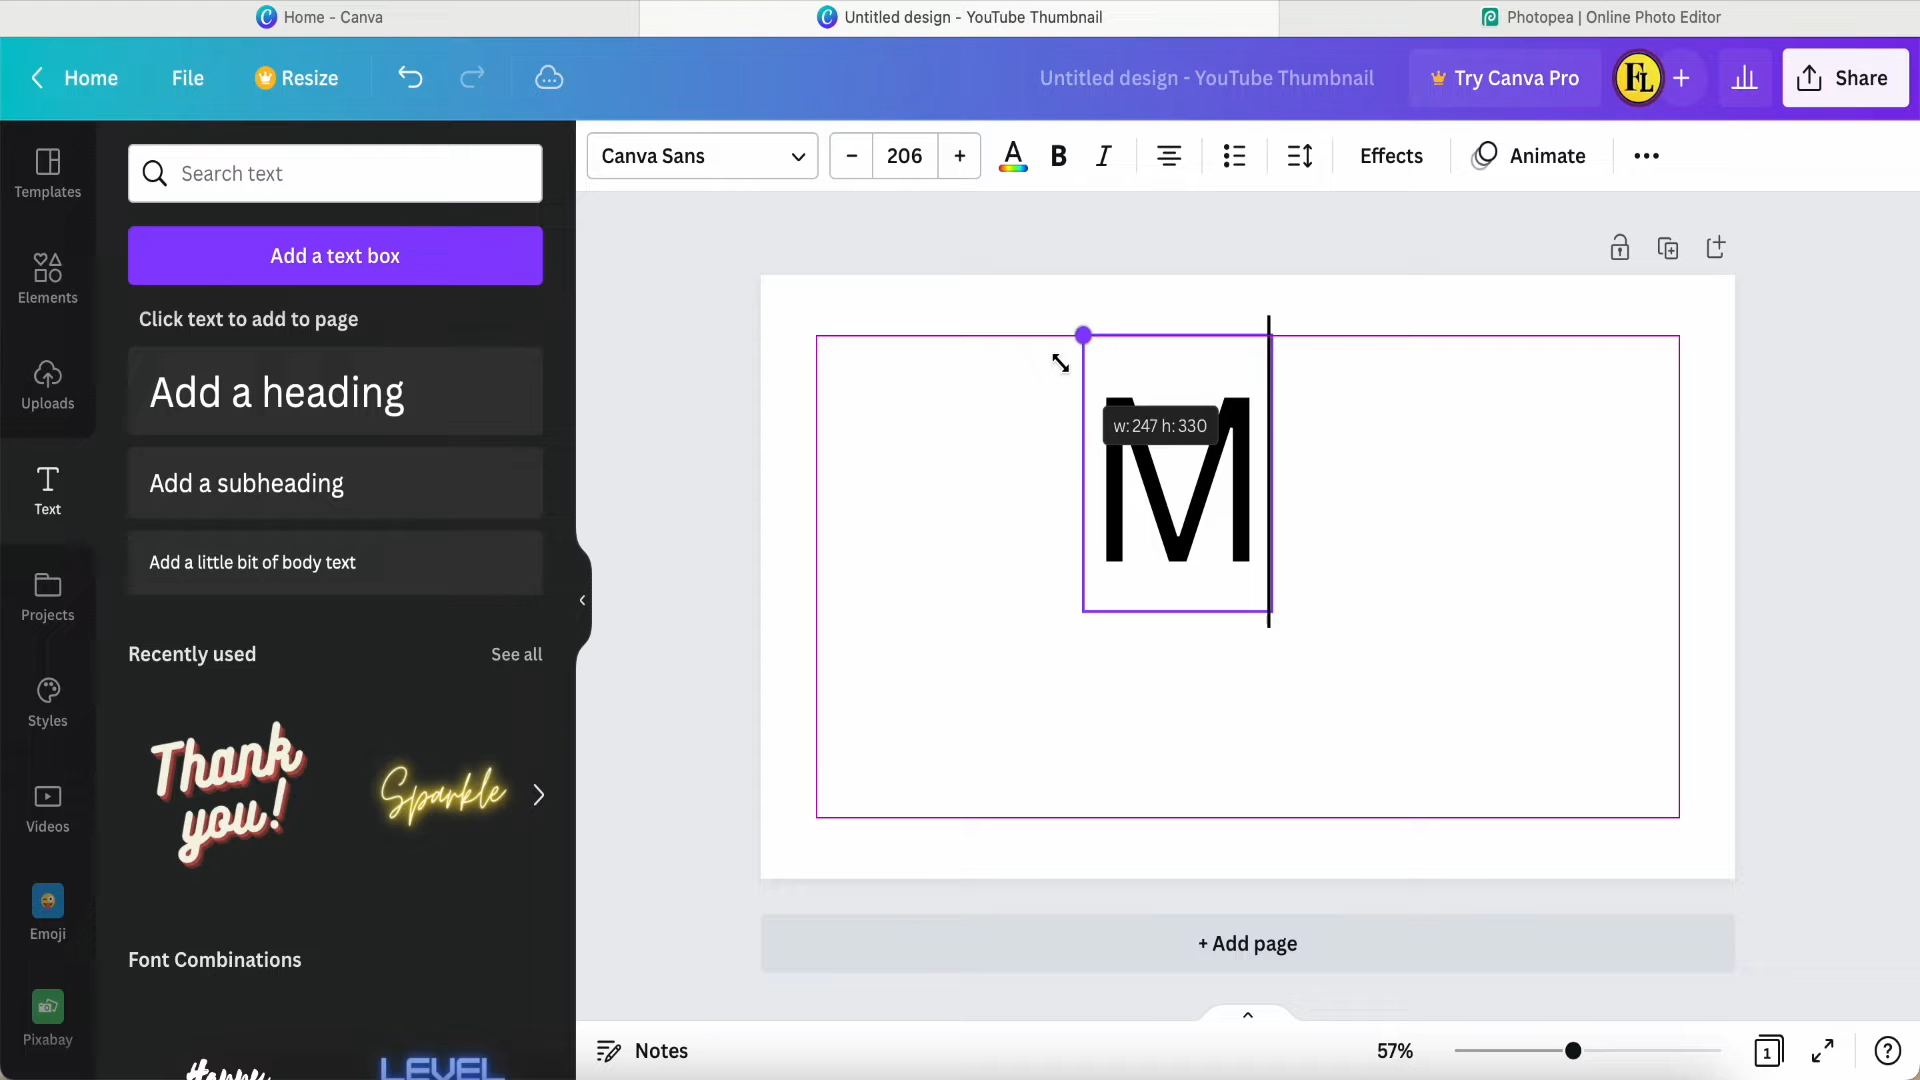 Home - Canva
Untitled design - YouTube Thumbnail
Photopea | Online Photo Editor
Home
File
Resize
Untitled design - YouTube Thumbnail
Try Canva Pro
FL
Share
Templates
Elements
Uploads
Text
Projects
Styles
Videos
Emoji
Pixabay
Search text
Add a text box
Click text to add to page
Add a heading
Add a subheading
Add a little bit of body text
Recently used
See all
Thank
you!
Sparkle
Font Combinations
Happy
LEVEL
Canva Sans
- 206 +
A
B
I
Effects
Animate
M
w: 247 h: 330
+ Add page
Notes
57%
1
?